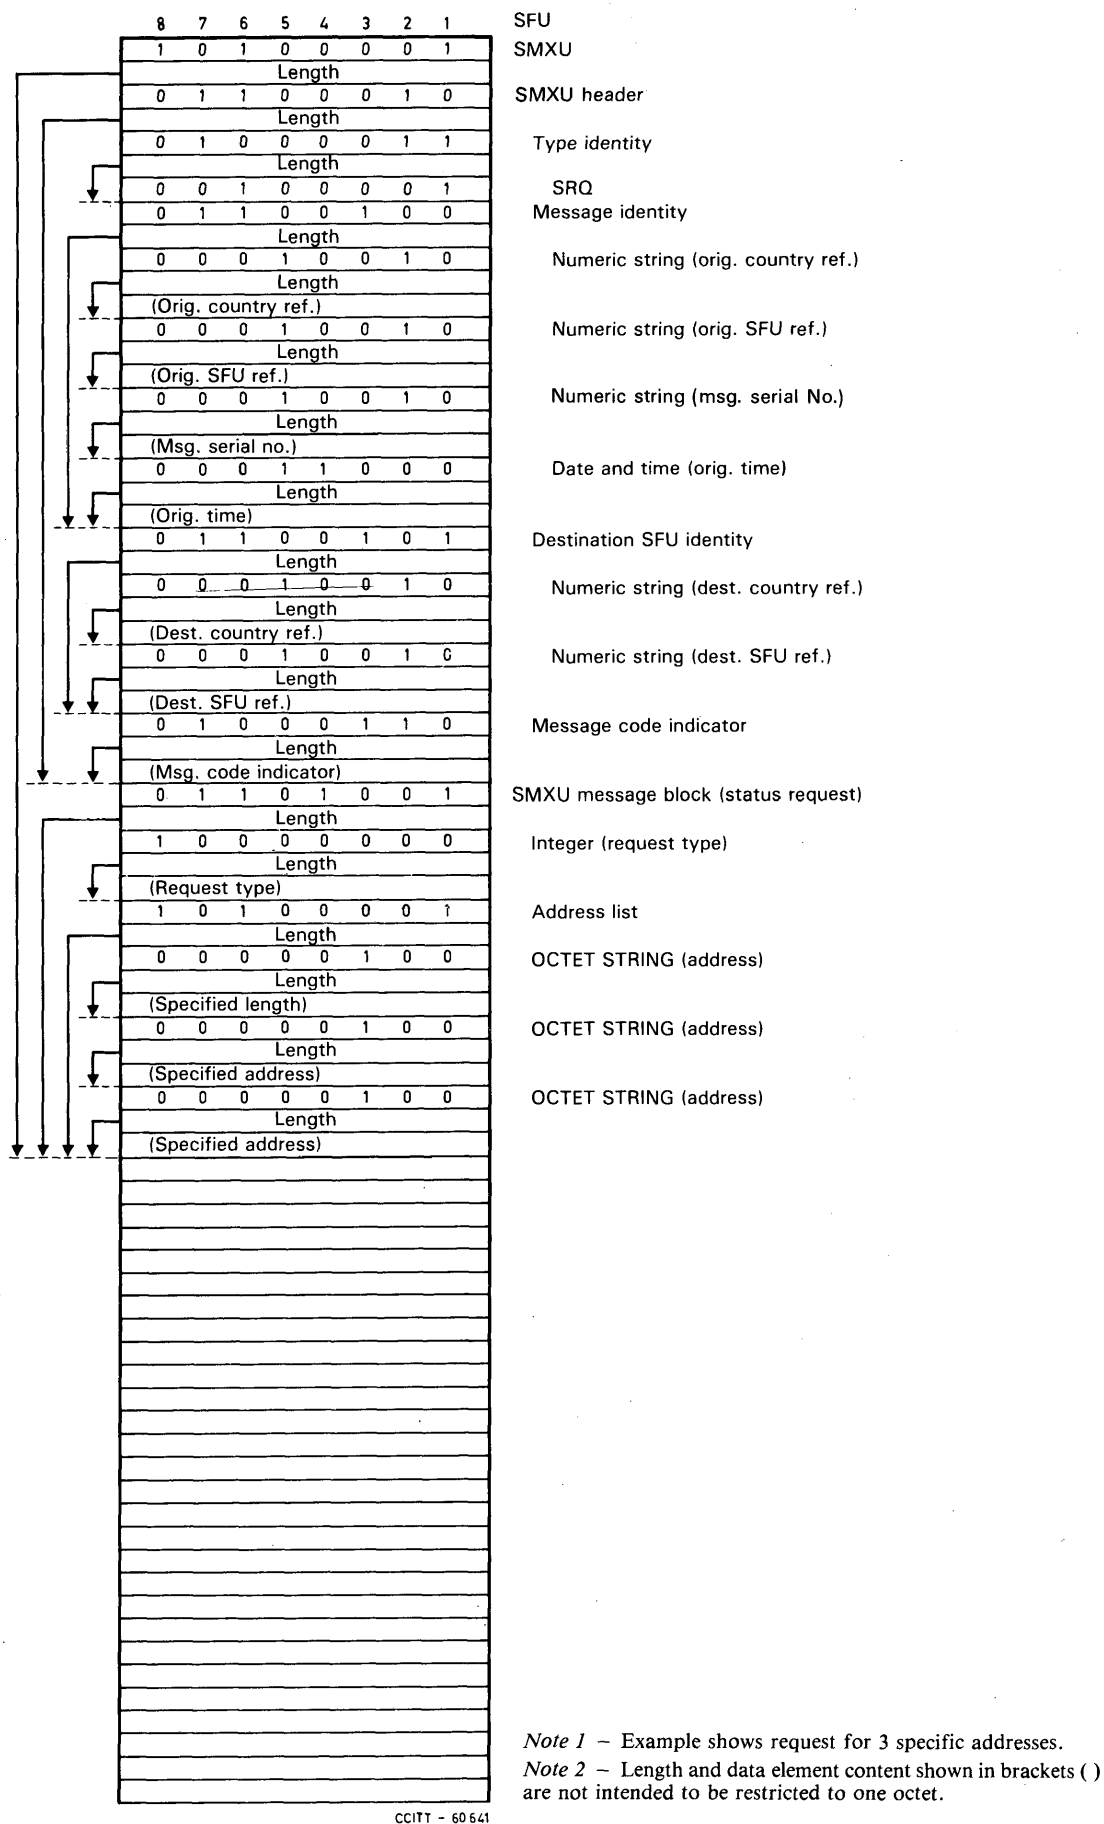 8 7 6 5 4 3 2 1 SFU
1 0 1 0 0 0 0 1 SMXU
Length
0 1 1 0 0 0 1 0 SMXU header
Length
0 1 0 0 0 0 1 1 Type identity
Length
0 0 1 0 0 0 0 1 SRQ
0 1 1 0 0 1 0 0 Message identity
Length
0 0 0 1 0 0 1 0 Numeric string (orig. country ref.)
Length
(Orig. country ref.)
0 0 0 1 0 0 1 0 Numeric string (orig. SFU ref.)
Length
(Orig. SFU ref.)
0 0 0 1 0 0 1 0 Numeric string (msg. serial No.)
Length
(Msg. serial no.)
0 0 0 1 1 0 0 0 Date and time (orig. time)
Length
(Orig. time)
0 1 1 0 0 1 0 1 Destination SFU identity
Length
0 0 0 1 0 0 1 0 Numeric string (dest. country ref.)
Length
(Dest. country ref.)
0 0 0 1 0 0 1 0 Numeric string (dest. SFU ref.)
Length
(Dest. SFU ref.)
0 1 0 0 0 1 1 0 Message code indicator
Length
(Msg. code indicator)
0 1 1 0 1 0 0 1 SMXU message block (status request)
Length
1 0 0 0 0 0 0 0 Integer (request type)
Length
(Request type)
1 0 1 0 0 0 0 1 Address list
Length
0 0 0 0 0 1 0 0 OCTET STRING (address)
Length
(Specified length)
0 0 0 0 0 1 0 0 OCTET STRING (address)
Length
(Specified address)
0 0 0 0 0 1 0 0 OCTET STRING (address)
Length
(Specified address)
Note 1 – Example shows request for 3 specific addresses.
Note 2 – Length and data element content shown in brackets ( )
are not intended to be restricted to one octet.
CCITT - 60641